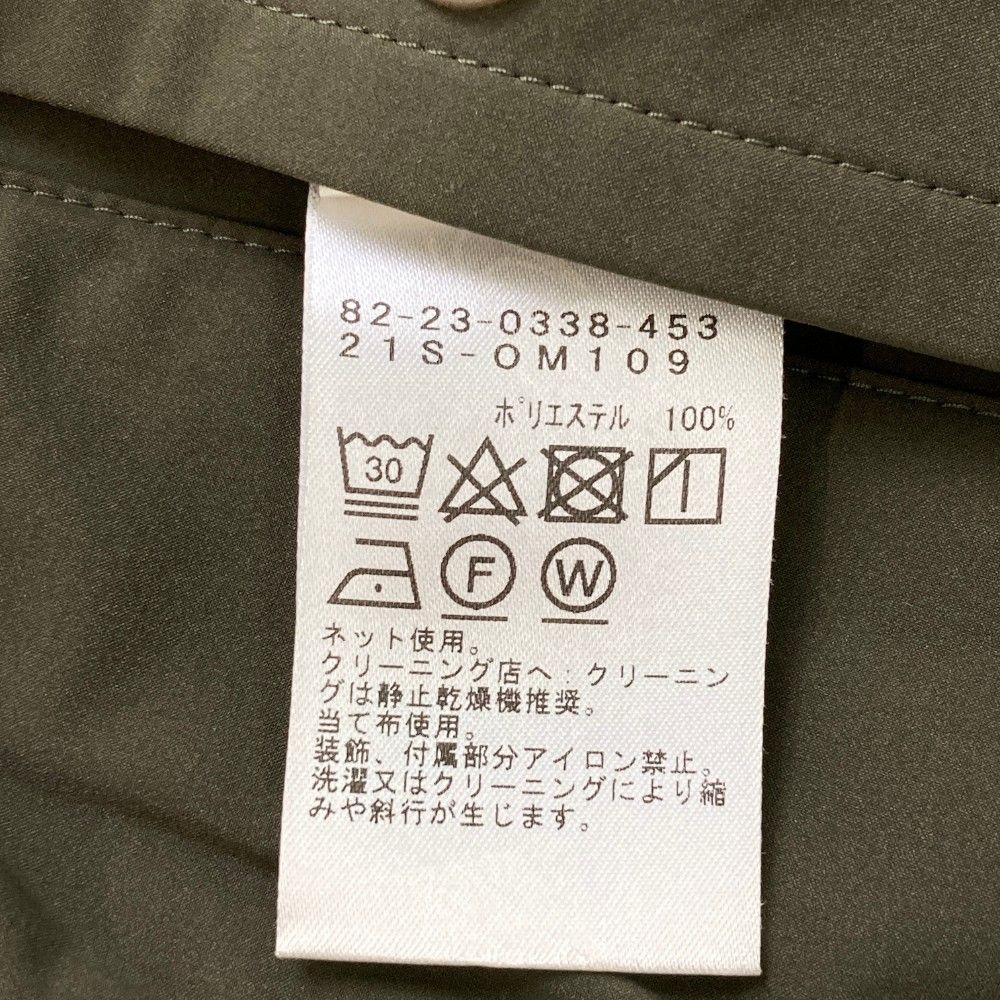 82-23-0338-453
21S-OM109
ポリエステル 100%
30
F W
ネット使用。
クリーニング店へ：クリーニン
グは静止乾燥機推奨。
当て布使用。
装飾、付属部分アイロン禁止。
洗濯又はクリーニングにより縮
みや斜行が生じます。